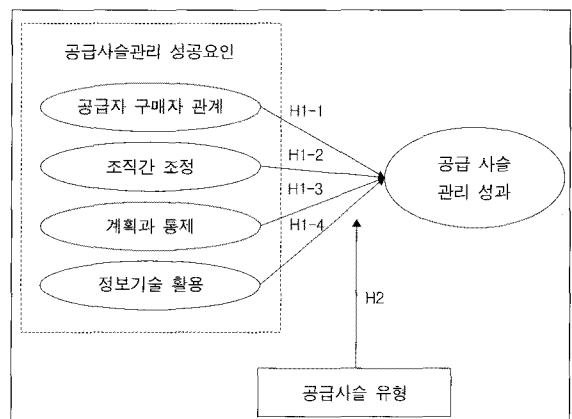 공급사슬관리 성공요인
공급자 구매자 관계
조직간 조정
계획과 통제
정보기술 활용
H1-1
H1-2
H1-3
H1-4
공급 사슬
관리 성과
H2
공급사슬 유형